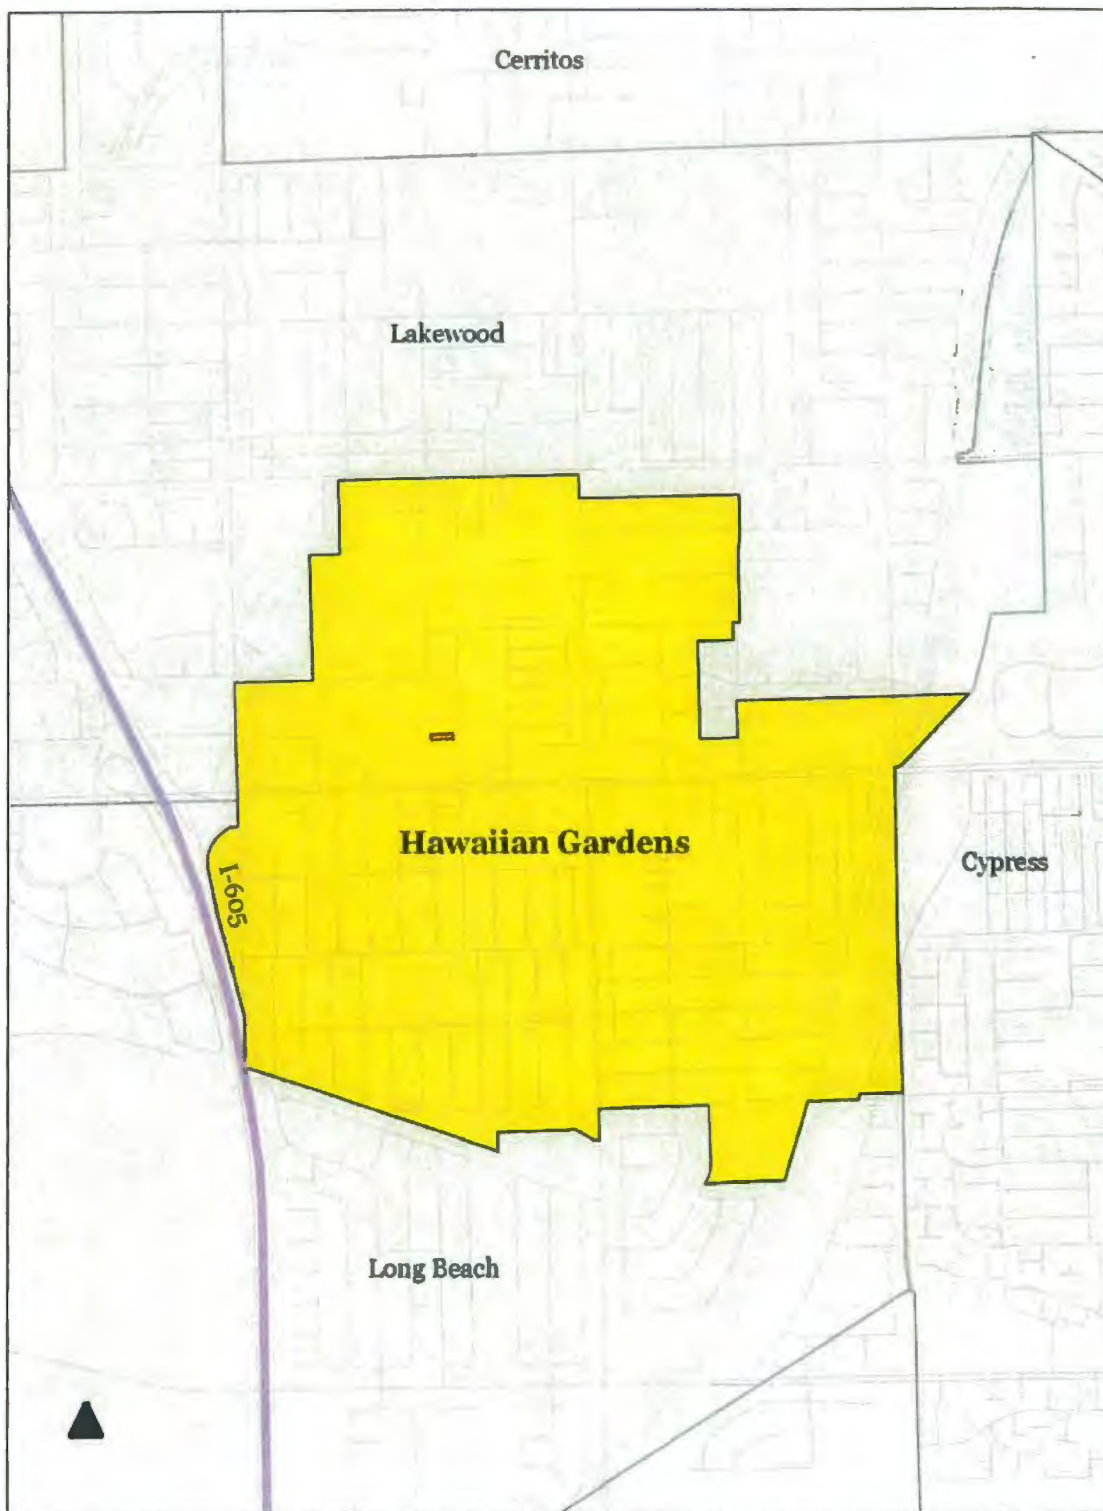 Cerritos
Lakewood
Hawaiian Gardens
I-605
Cypress
Long Beach